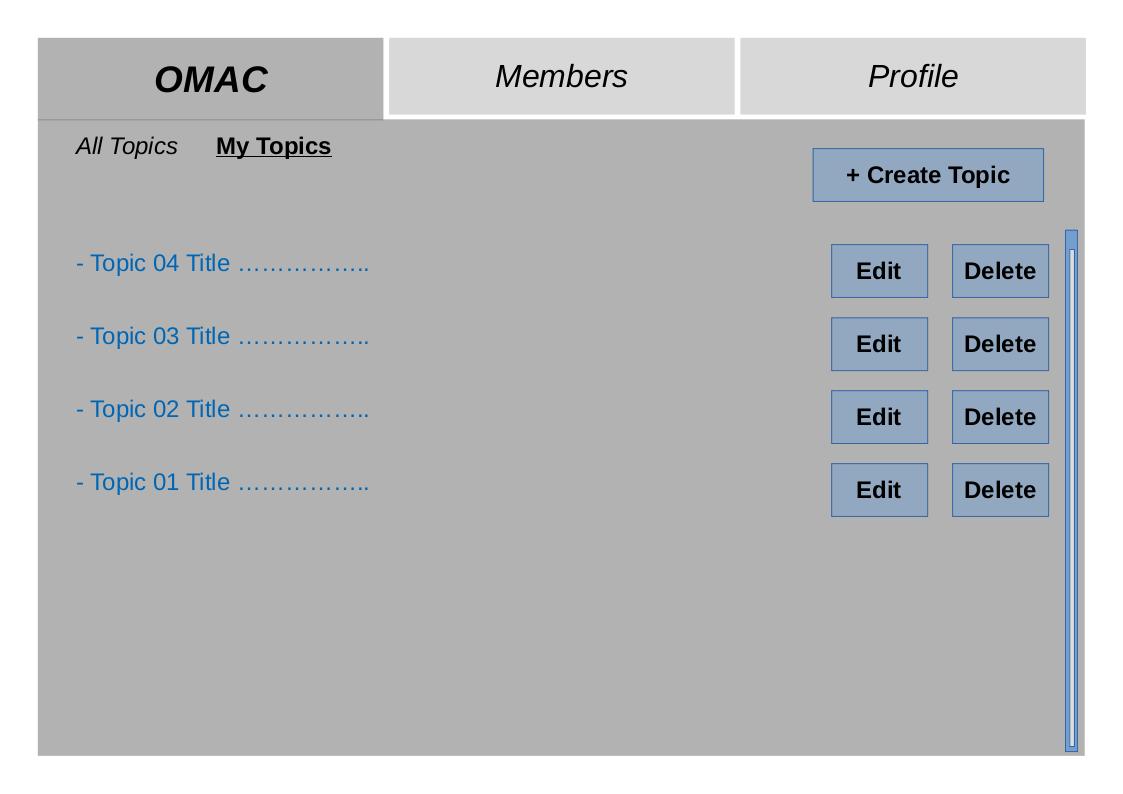 OMAC Members Profile
All Topics My Topics
+ Create Topic
- Topic 04 Title …………….. Edit Delete
- Topic 03 Title …………….. Edit Delete
- Topic 02 Title …………….. Edit Delete
- Topic 01 Title …………….. Edit Delete